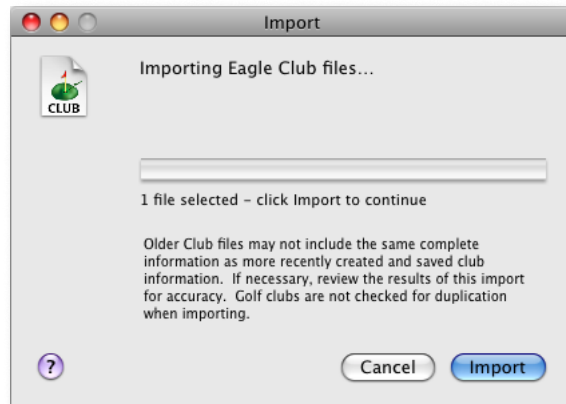 Import
Importing Eagle Club files...
CLUB
1 file selected – click Import to continue
Older Club files may not include the same complete
information as more recently created and saved club
information.  If necessary, review the results of this import
for accuracy.  Golf clubs are not checked for duplication
when importing.
? Cancel Import